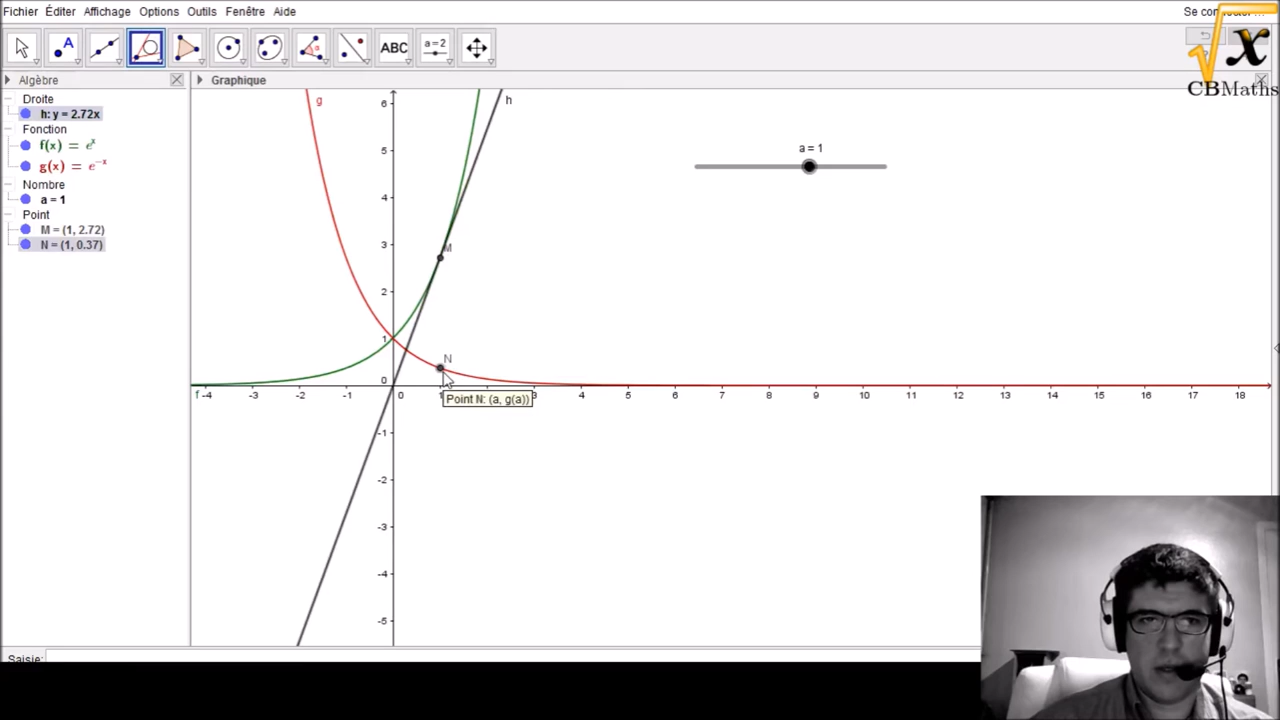 Fichier Éditer Affichage Options Outils Fenêtre Aide
A ABC a=2
x
CBMaths
Algèbre
Graphique
Droite
h: y = 2.72x
Fonction
f(x) = eˣ
g(x) = e⁻ˣ
Nombre
a = 1
Point
M = (1, 2.72)
N = (1, 0.37)
g
h
a = 1
6
5
4
3
M
2
1
N
0
f -4 -3 -2 -1 0 1 3 4 5 6 7 8 9 10 11 12 13 14 15 16 17 18
Point N: (a, g(a))
-1
-2
-3
-4
-5
Saisie: